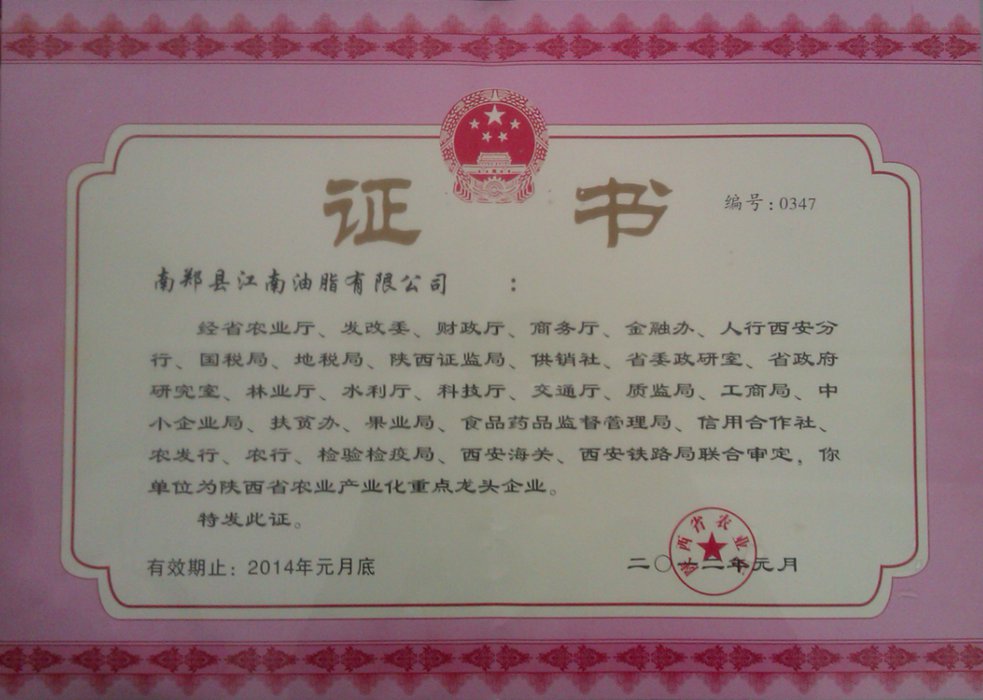 证书
编号：0347
南郑县江南油脂有限公司：
经省农业厅、发改委、财政厅、商务厅、金融办、人行西安分
行、国税局、地税局、陕西证监局、供销社、省委政研室、省政府
研究室、林业厅、水利厅、科技厅、交通厅、质监局、工商局、中
小企业局、扶贫办、果业局、食品药品监督管理局、信用合作社、
农发行、农行、检验检疫局、西安海关、西安铁路局联合审定，你
单位为陕西省农业产业化重点龙头企业。
特发此证。
陕西省农业
有效期止：2014年元月底
二〇一二年元月